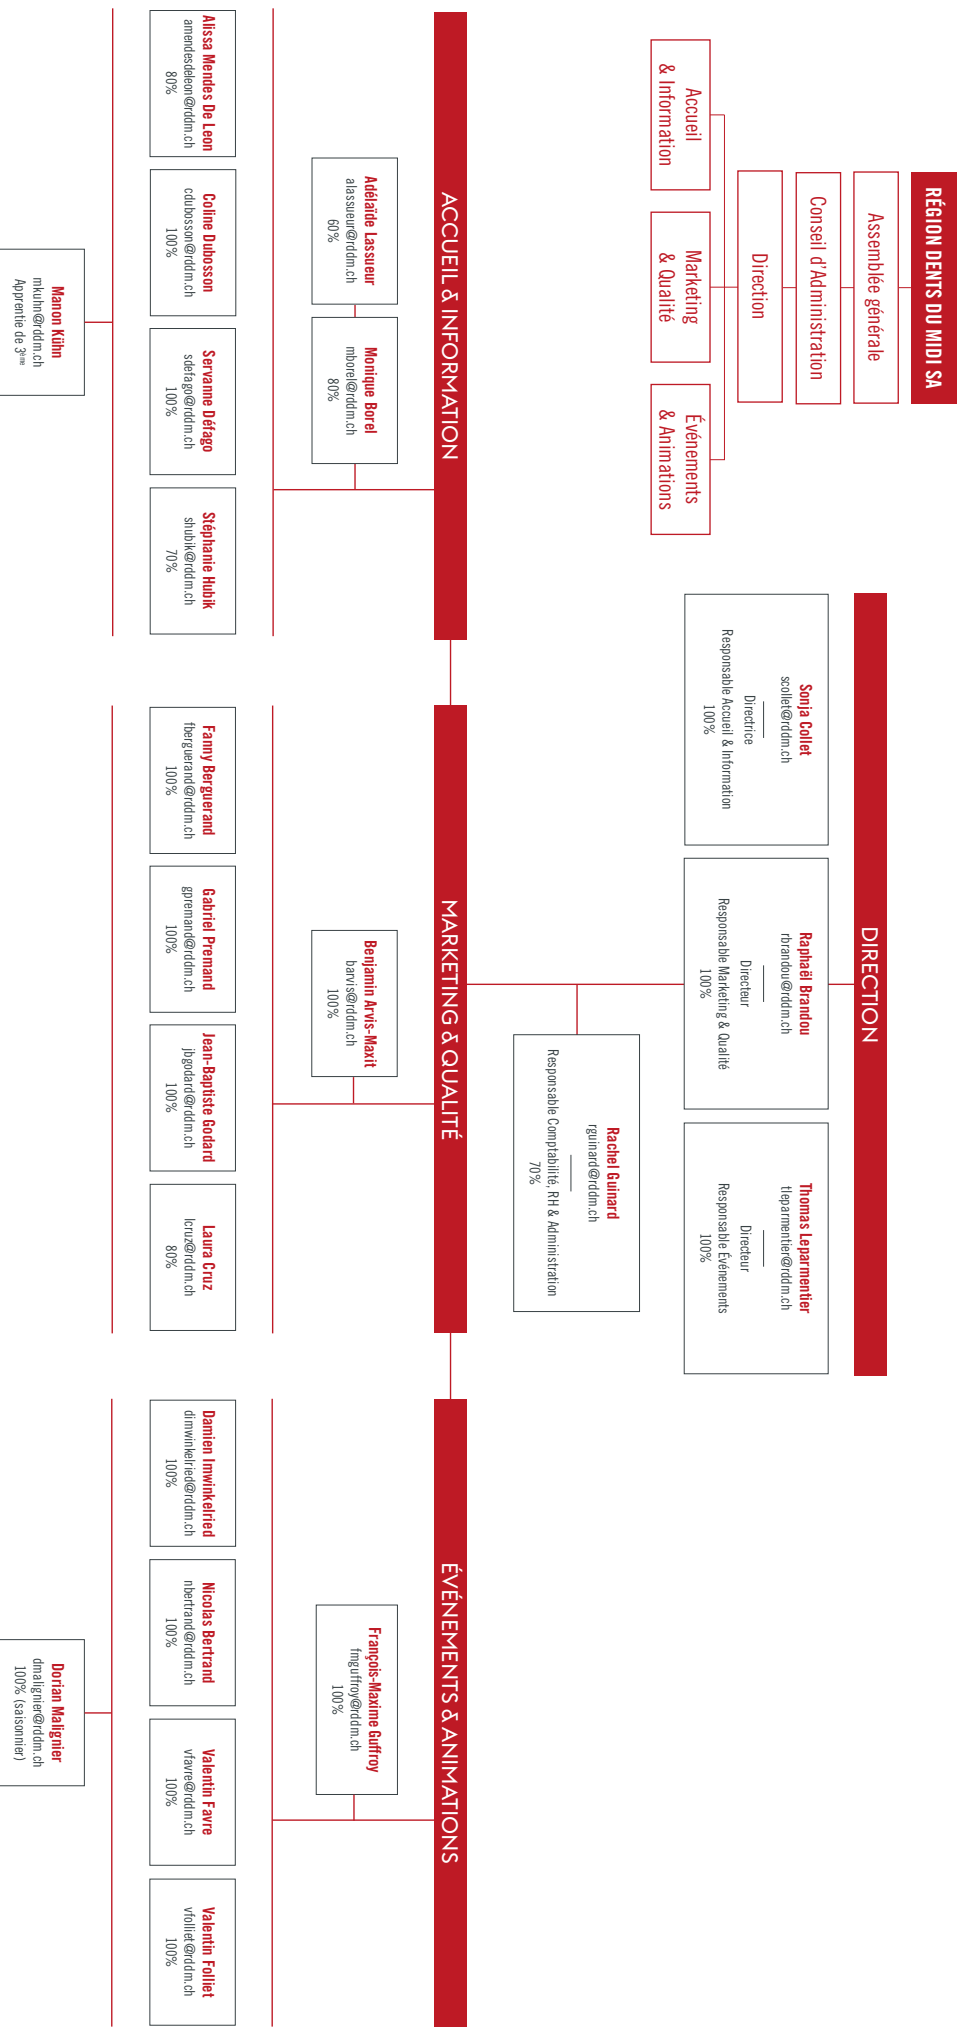 RÉGION DENTS DU MIDI SA
Assemblée générale
Conseil d'Administration
Direction
Accueil
& Information
Marketing
& Qualité
Événements
& Animations
DIRECTION
Sonja Collet
scollet@rddm.ch
Directrice
Responsable Accueil & Information
100%
Raphaël Brandou
rbrandou@rddm.ch
Directeur
Responsable Marketing & Qualité
100%
Thomas Leparmentier
tleparmentier@rddm.ch
Directeur
Responsable Événements
100%
Rachel Guinard
rguinard@rddm.ch
Responsable Comptabilité, RH & Administration
70%
ACCUEIL & INFORMATION
Adélaïde Lassueur
alassueur@rddm.ch
60%
Monique Borel
mborel@rddm.ch
80%
Alissa Mendes De Leon
amendesdeleon@rddm.ch
80%
Coline Dubosson
cdubosson@rddm.ch
100%
Servanne Défago
sdefago@rddm.ch
100%
Stéphanie Hubik
shubik@rddm.ch
70%
Manon Kühn
mkuhn@rddm.ch
Apprentie de 3ème
MARKETING & QUALITÉ
Benjamin Arvis-Maxit
barvis@rddm.ch
100%
Fanny Berguerand
fberguerand@rddm.ch
100%
Gabriel Premand
gpremand@rddm.ch
100%
Jean-Baptiste Godard
jbgodard@rddm.ch
100%
Laura Cruz
lcruz@rddm.ch
80%
ÉVÉNEMENTS & ANIMATIONS
François-Maxime Guffroy
fmguffroy@rddm.ch
100%
Damien Imwinkelried
dimwinkelried@rddm.ch
100%
Nicolas Bertrand
nbertrand@rddm.ch
100%
Valentin Favre
vfavre@rddm.ch
100%
Valentin Folliet
vfolliet@rddm.ch
100%
Dorian Malignier
dmalignier@rddm.ch
100% (saisonnier)